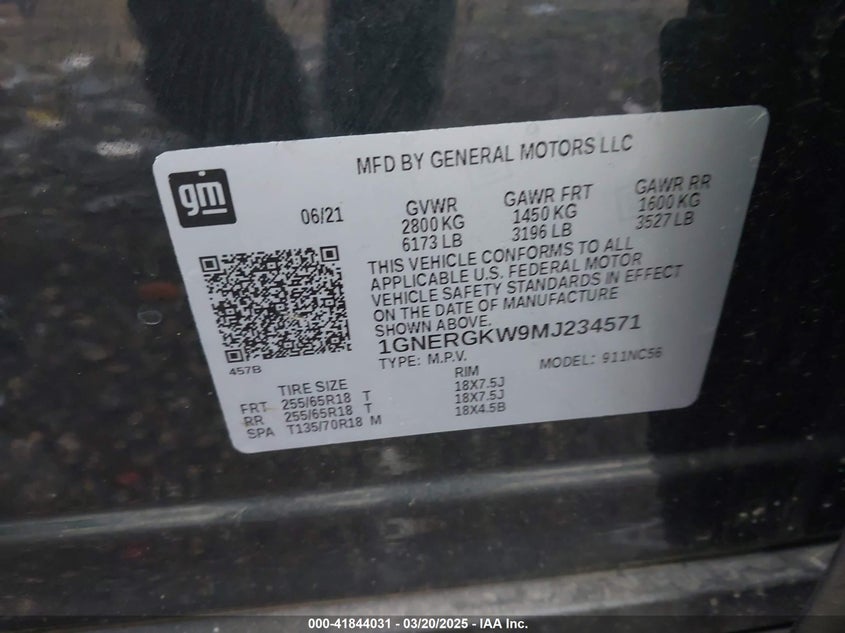 MFD BY GENERAL MOTORS LLC
gm
06/21
GVWR
2800 KG
6173 LB
GAWR FRT
1450 KG
3196 LB
GAWR RR
1600 KG
3527 LB
THIS VEHICLE CONFORMS TO ALL
APPLICABLE U.S. FEDERAL MOTOR
VEHICLE SAFETY STANDARDS IN EFFECT
ON THE DATE OF MANUFACTURE
SHOWN ABOVE.
1GNERGKW9MJ234571
TYPE: M.P.V.
MODEL: 911NC56
457B
TIRE SIZE
RIM
FRT 255/65R18 T 18X7.5J
RR 255/65R18 T 18X7.5J
SPA T135/70R18 M 18X4.5B
000-41844031 - 03/20/2025 - IAA Inc.